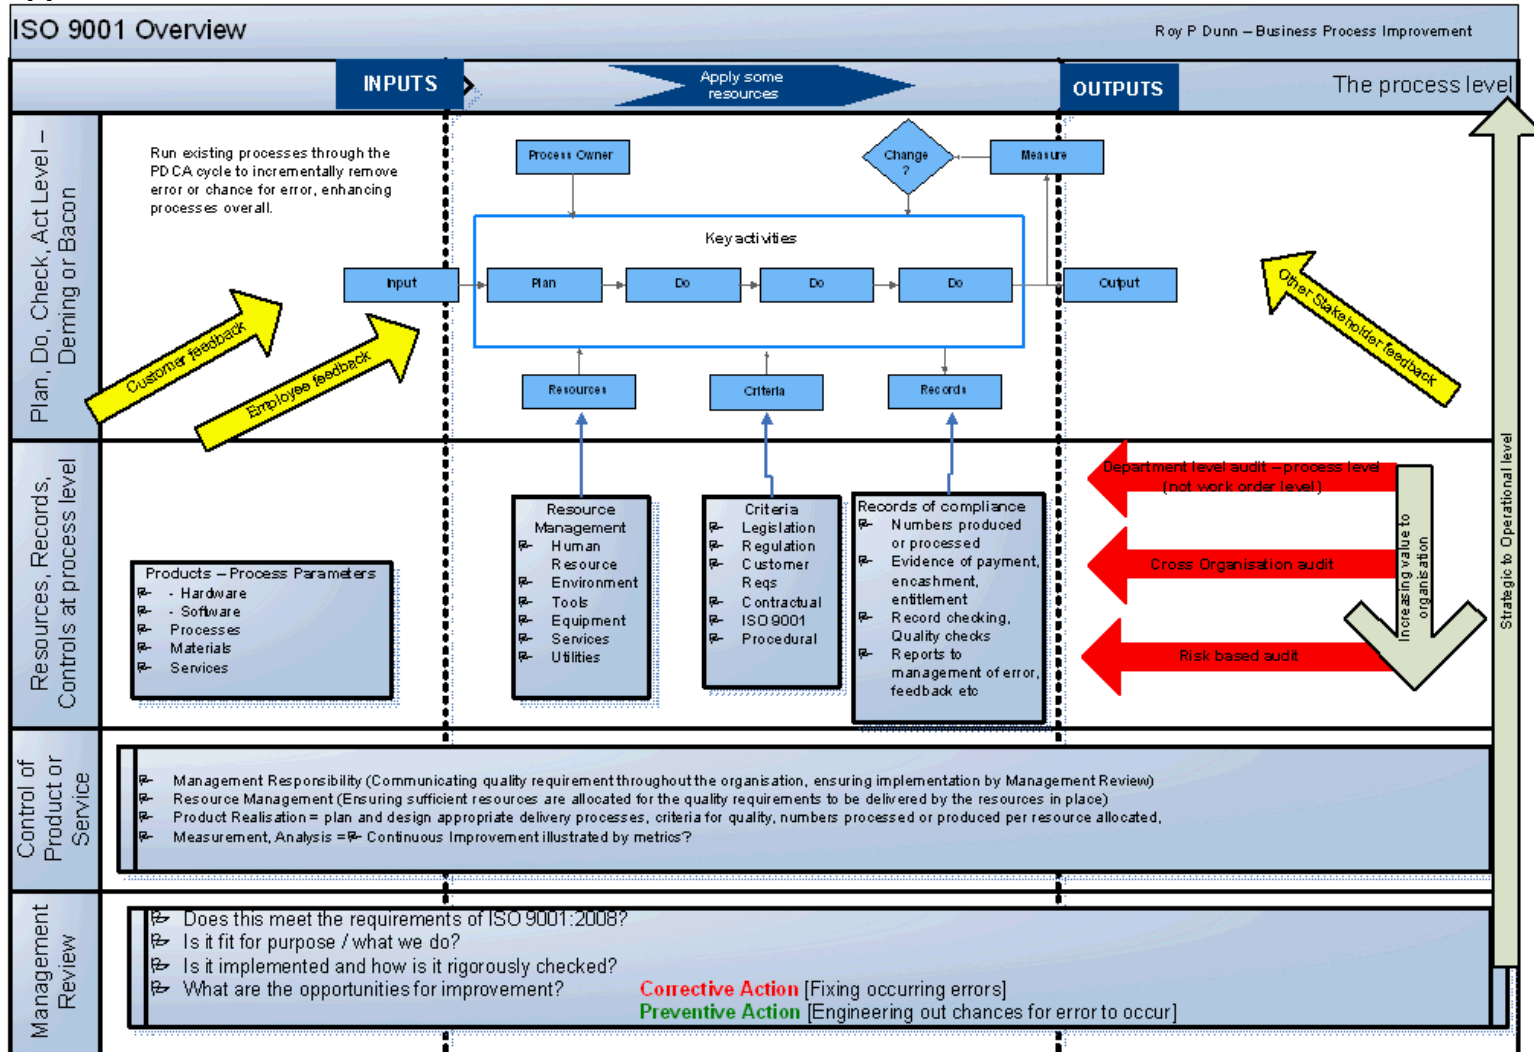 ISO 9001 Overview
Roy P Dunn – Business Process Improvement
INPUTS
Apply some
resources
OUTPUTS
The process level
Plan, Do, Check, Act Level –
Deming or Bacon
Run existing processes through the
PDCA cycle to incrementally remove
error or chance for error, enhancing
processes overall.
Process Owner
Change
?
Measure
Key activities
Input
Plan
Do
Do
Do
Output
Customer feedback
Employee feedback
Other Stakeholder feedback
Resources
Criteria
Records
Resources, Records,
Controls at process level
Products – Process Parameters
- Hardware
- Software
Processes
Materials
Services
Resource
Management
Human
Resource
Environment
Tools
Equipment
Services
Utilities
Criteria
Legislation
Regulation
Customer
Reqs
Contractual
ISO 9001
Procedural
Records of compliance
Numbers produced
or processed
Evidence of payment,
encashment,
entitlement
Record checking,
Quality checks
Reports to
management of error,
feedback etc
Department level audit – process level
(not work order level)
Cross Organisation audit
Risk based audit
Increasing value to
organisation
Strategic to Operational level
Control of
Product or
Service
Management Responsibility (Communicating quality requirement throughout the organisation, ensuring implementation by Management Review)
Resource Management (Ensuring sufficient resources are allocated for the quality requirements to be delivered by the resources in place)
Product Realisation = plan and design appropriate delivery processes, criteria for quality, numbers processed or produced per resource allocated,
Measurement, Analysis = Continuous Improvement illustrated by metrics?
Management
Review
Does this meet the requirements of ISO 9001:2008?
Is it fit for purpose / what we do?
Is it implemented and how is it rigorously checked?
What are the opportunities for improvement?
Corrective Action [Fixing occurring errors]
Preventive Action [Engineering out chances for error to occur]